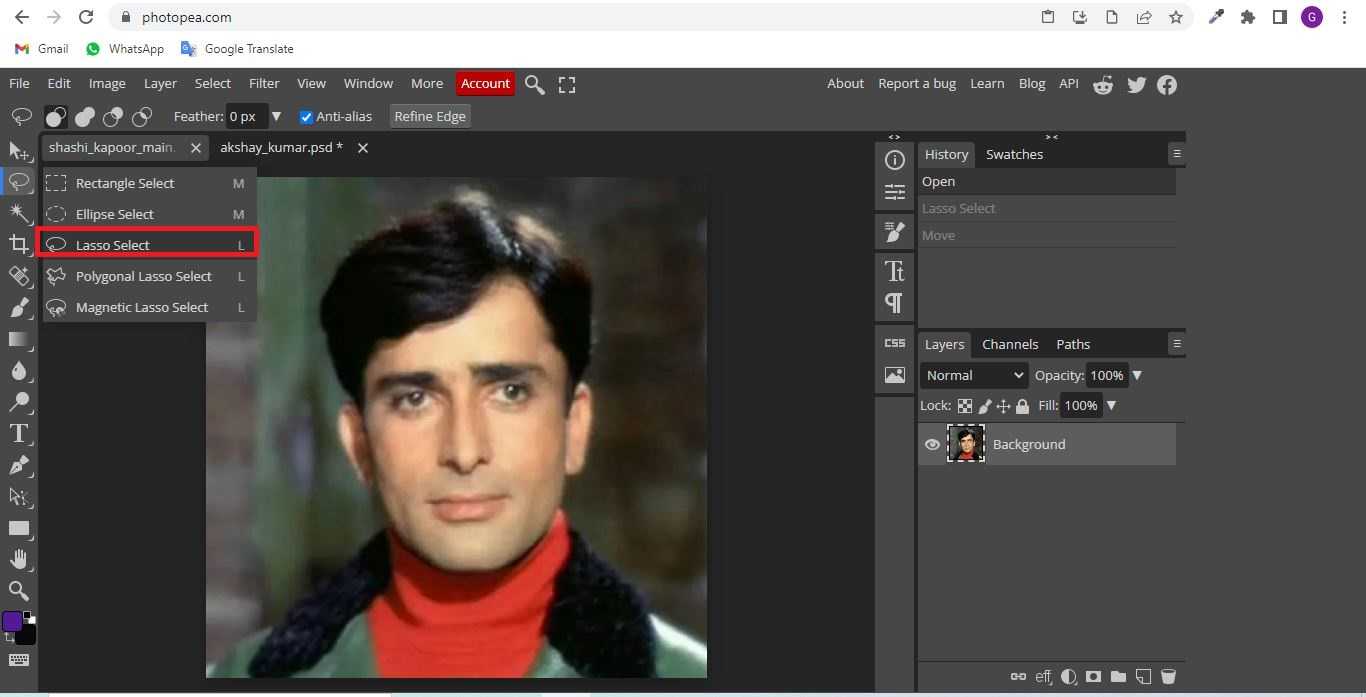 photopea.com
G
Gmail WhatsApp Google Translate
File Edit Image Layer Select Filter View Window More Account About Report a bug Learn Blog API
Feather: 0 px Anti-alias Refine Edge
shashi_kapoor_main. akshay_kumar.psd *
Rectangle Select M
Ellipse Select M
Lasso Select L
Polygonal Lasso Select L
Magnetic Lasso Select L
< >
> <
History Swatches
Open
Lasso Select
Move
CSS
Layers Channels Paths
Normal Opacity: 100%
Lock: Fill: 100%
Background
eff